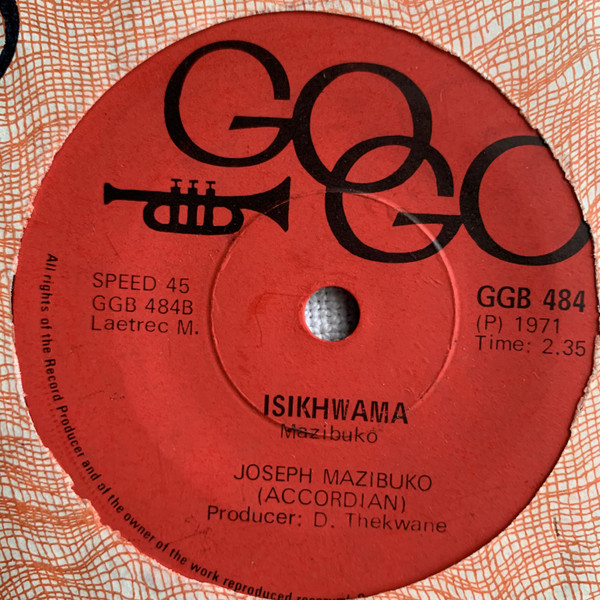 GO
GO
SPEED 45
GGB 484B
Laetrec M.
GGB 484
(P) 1971
Time: 2.35
ISIKHWAMA
Mazibuko
JOSEPH MAZIBUKO
(ACCORDIAN)
Producer: D. Thekwane
All rights of the Record Producer and of the owner of the work reproduced reserved.